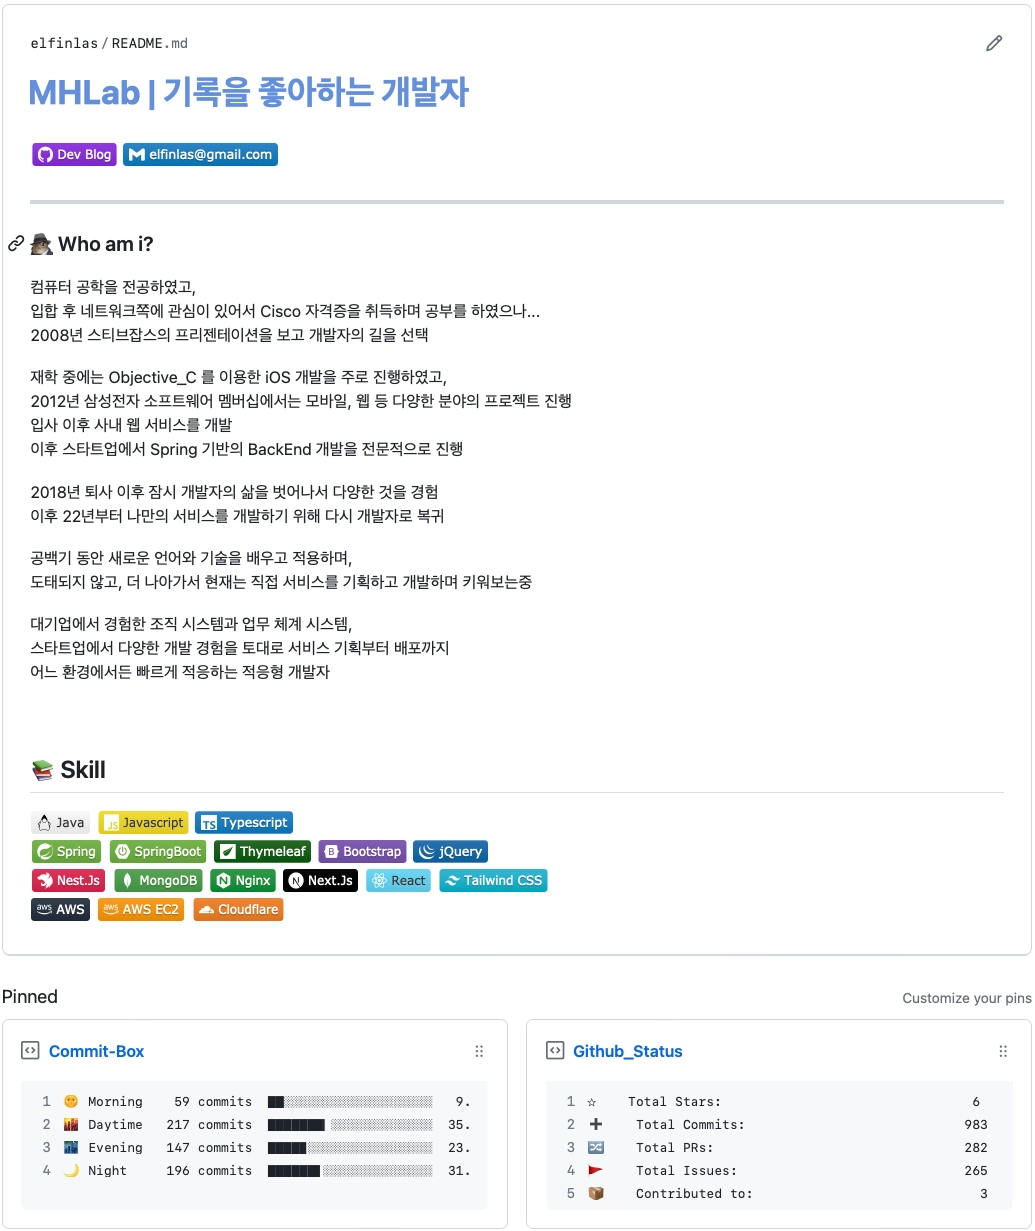 elfinlas/README.md
MHLab | 기록을 좋아하는 개발자
Dev Blog elfinlas@gmail.com
Who am i?
컴퓨터 공학을 전공하였고,
입합 후 네트워크쪽에 관심이 있어서 Cisco 자격증을 취득하며 공부를 하였으나...
2008년 스티브잡스의 프리젠테이션을 보고 개발자의 길을 선택
재학 중에는 Objective_C 를 이용한 iOS 개발을 주로 진행하였고,
2012년 삼성전자 소프트웨어 멤버십에서는 모바일, 웹 등 다양한 분야의 프로젝트 진행
입사 이후 사내 웹 서비스를 개발
이후 스타트업에서 Spring 기반의 BackEnd 개발을 전문적으로 진행
2018년 퇴사 이후 잠시 개발자의 삶을 벗어나서 다양한 것을 경험
이후 22년부터 나만의 서비스를 개발하기 위해 다시 개발자로 복귀
공백기 동안 새로운 언어와 기술을 배우고 적용하며,
도태되지 않고, 더 나아가서 현재는 직접 서비스를 기획하고 개발하며 키워보는중
대기업에서 경험한 조직 시스템과 업무 체계 시스템,
스타트업에서 다양한 개발 경험을 토대로 서비스 기획부터 배포까지
어느 환경에서든 빠르게 적응하는 적응형 개발자
Skill
Java JS Javascript TS Typescript
Spring SpringBoot Thymeleaf B Bootstrap jQuery
Nest.Js MongoDB N Nginx N Next.Js React Tailwind CSS
aws AWS aws AWS EC2 Cloudflare
Pinned
Customize your pins
Commit-Box
1 Morning 59 commits 9.
2 Daytime 217 commits 35.
3 Evening 147 commits 23.
4 Night 196 commits 31.
Github_Status
1 Total Stars: 6
2 Total Commits: 983
3 Total PRs: 282
4 Total Issues: 265
5 Contributed to: 3